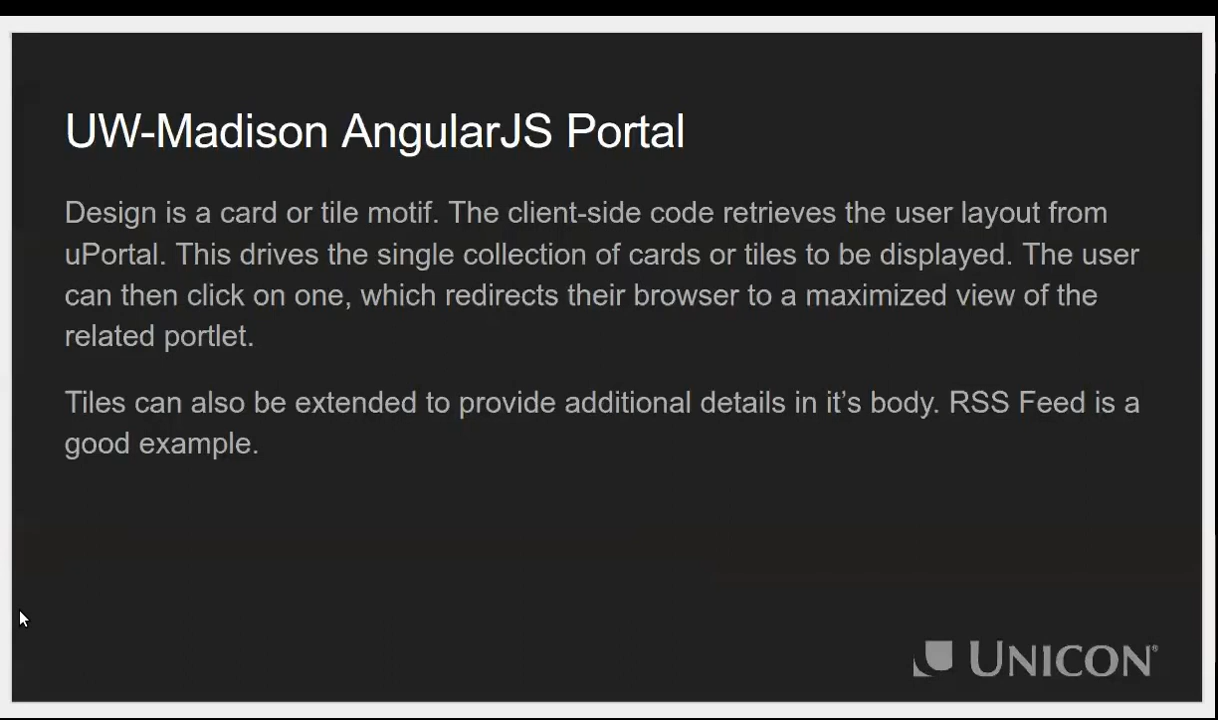 UW-Madison AngularJS Portal
Design is a card or tile motif. The client-side code retrieves the user layout from
uPortal. This drives the single collection of cards or tiles to be displayed. The user
can then click on one, which redirects their browser to a maximized view of the
related portlet.
Tiles can also be extended to provide additional details in it’s body. RSS Feed is a
good example.
UNICON®